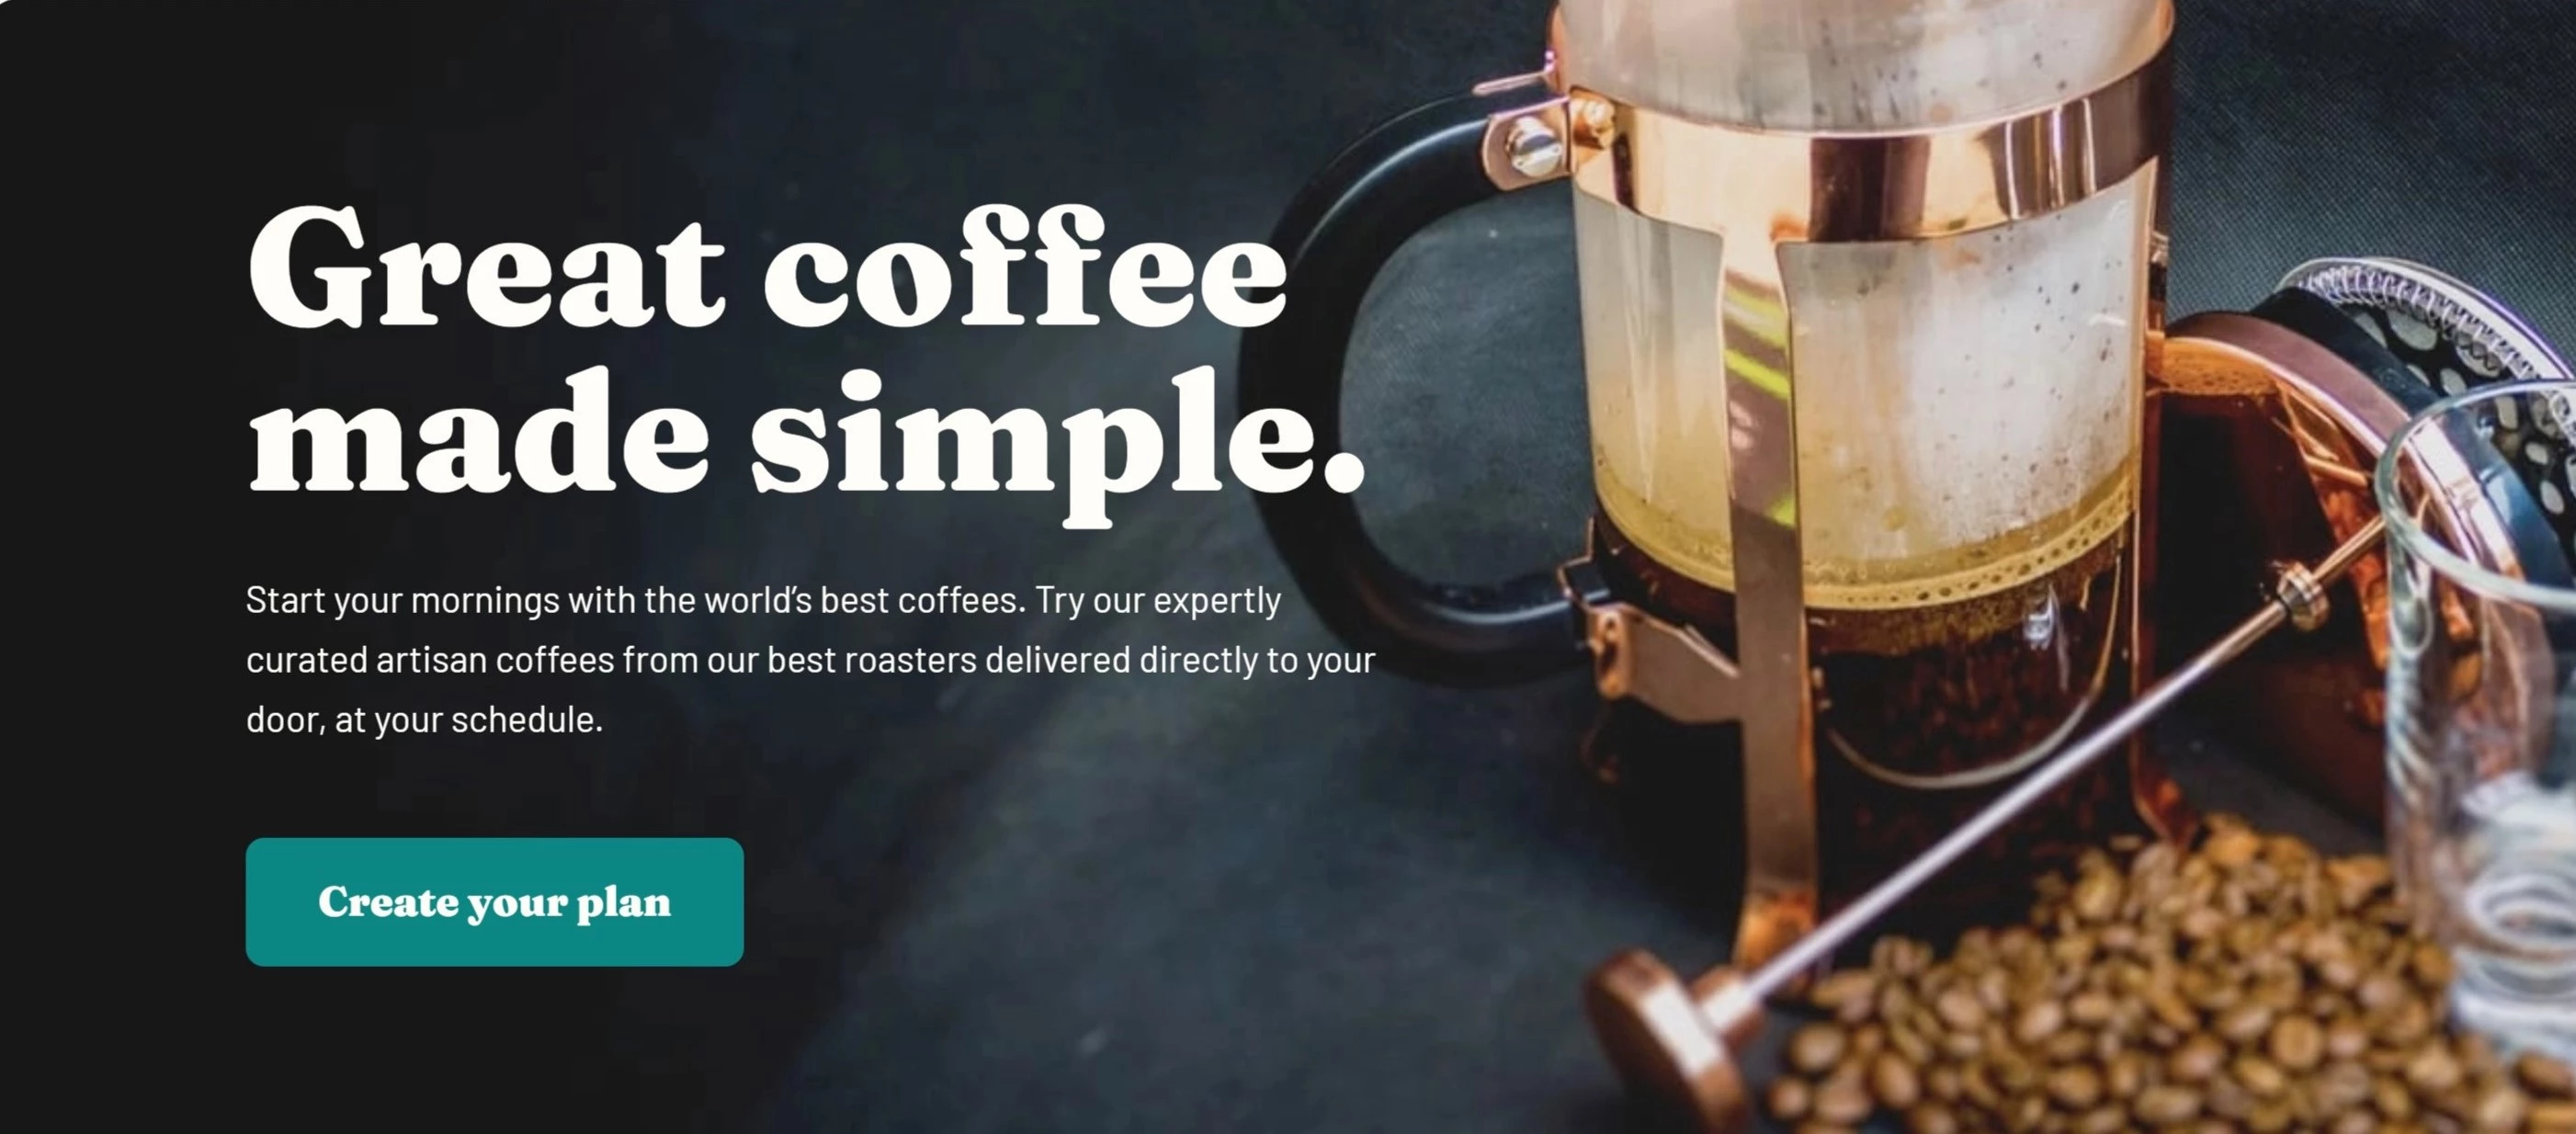 Great coffee
made simple.
Start your mornings with the world’s best coffees. Try our expertly
curated artisan coffees from our best roasters delivered directly to your
door, at your schedule.
Create your plan